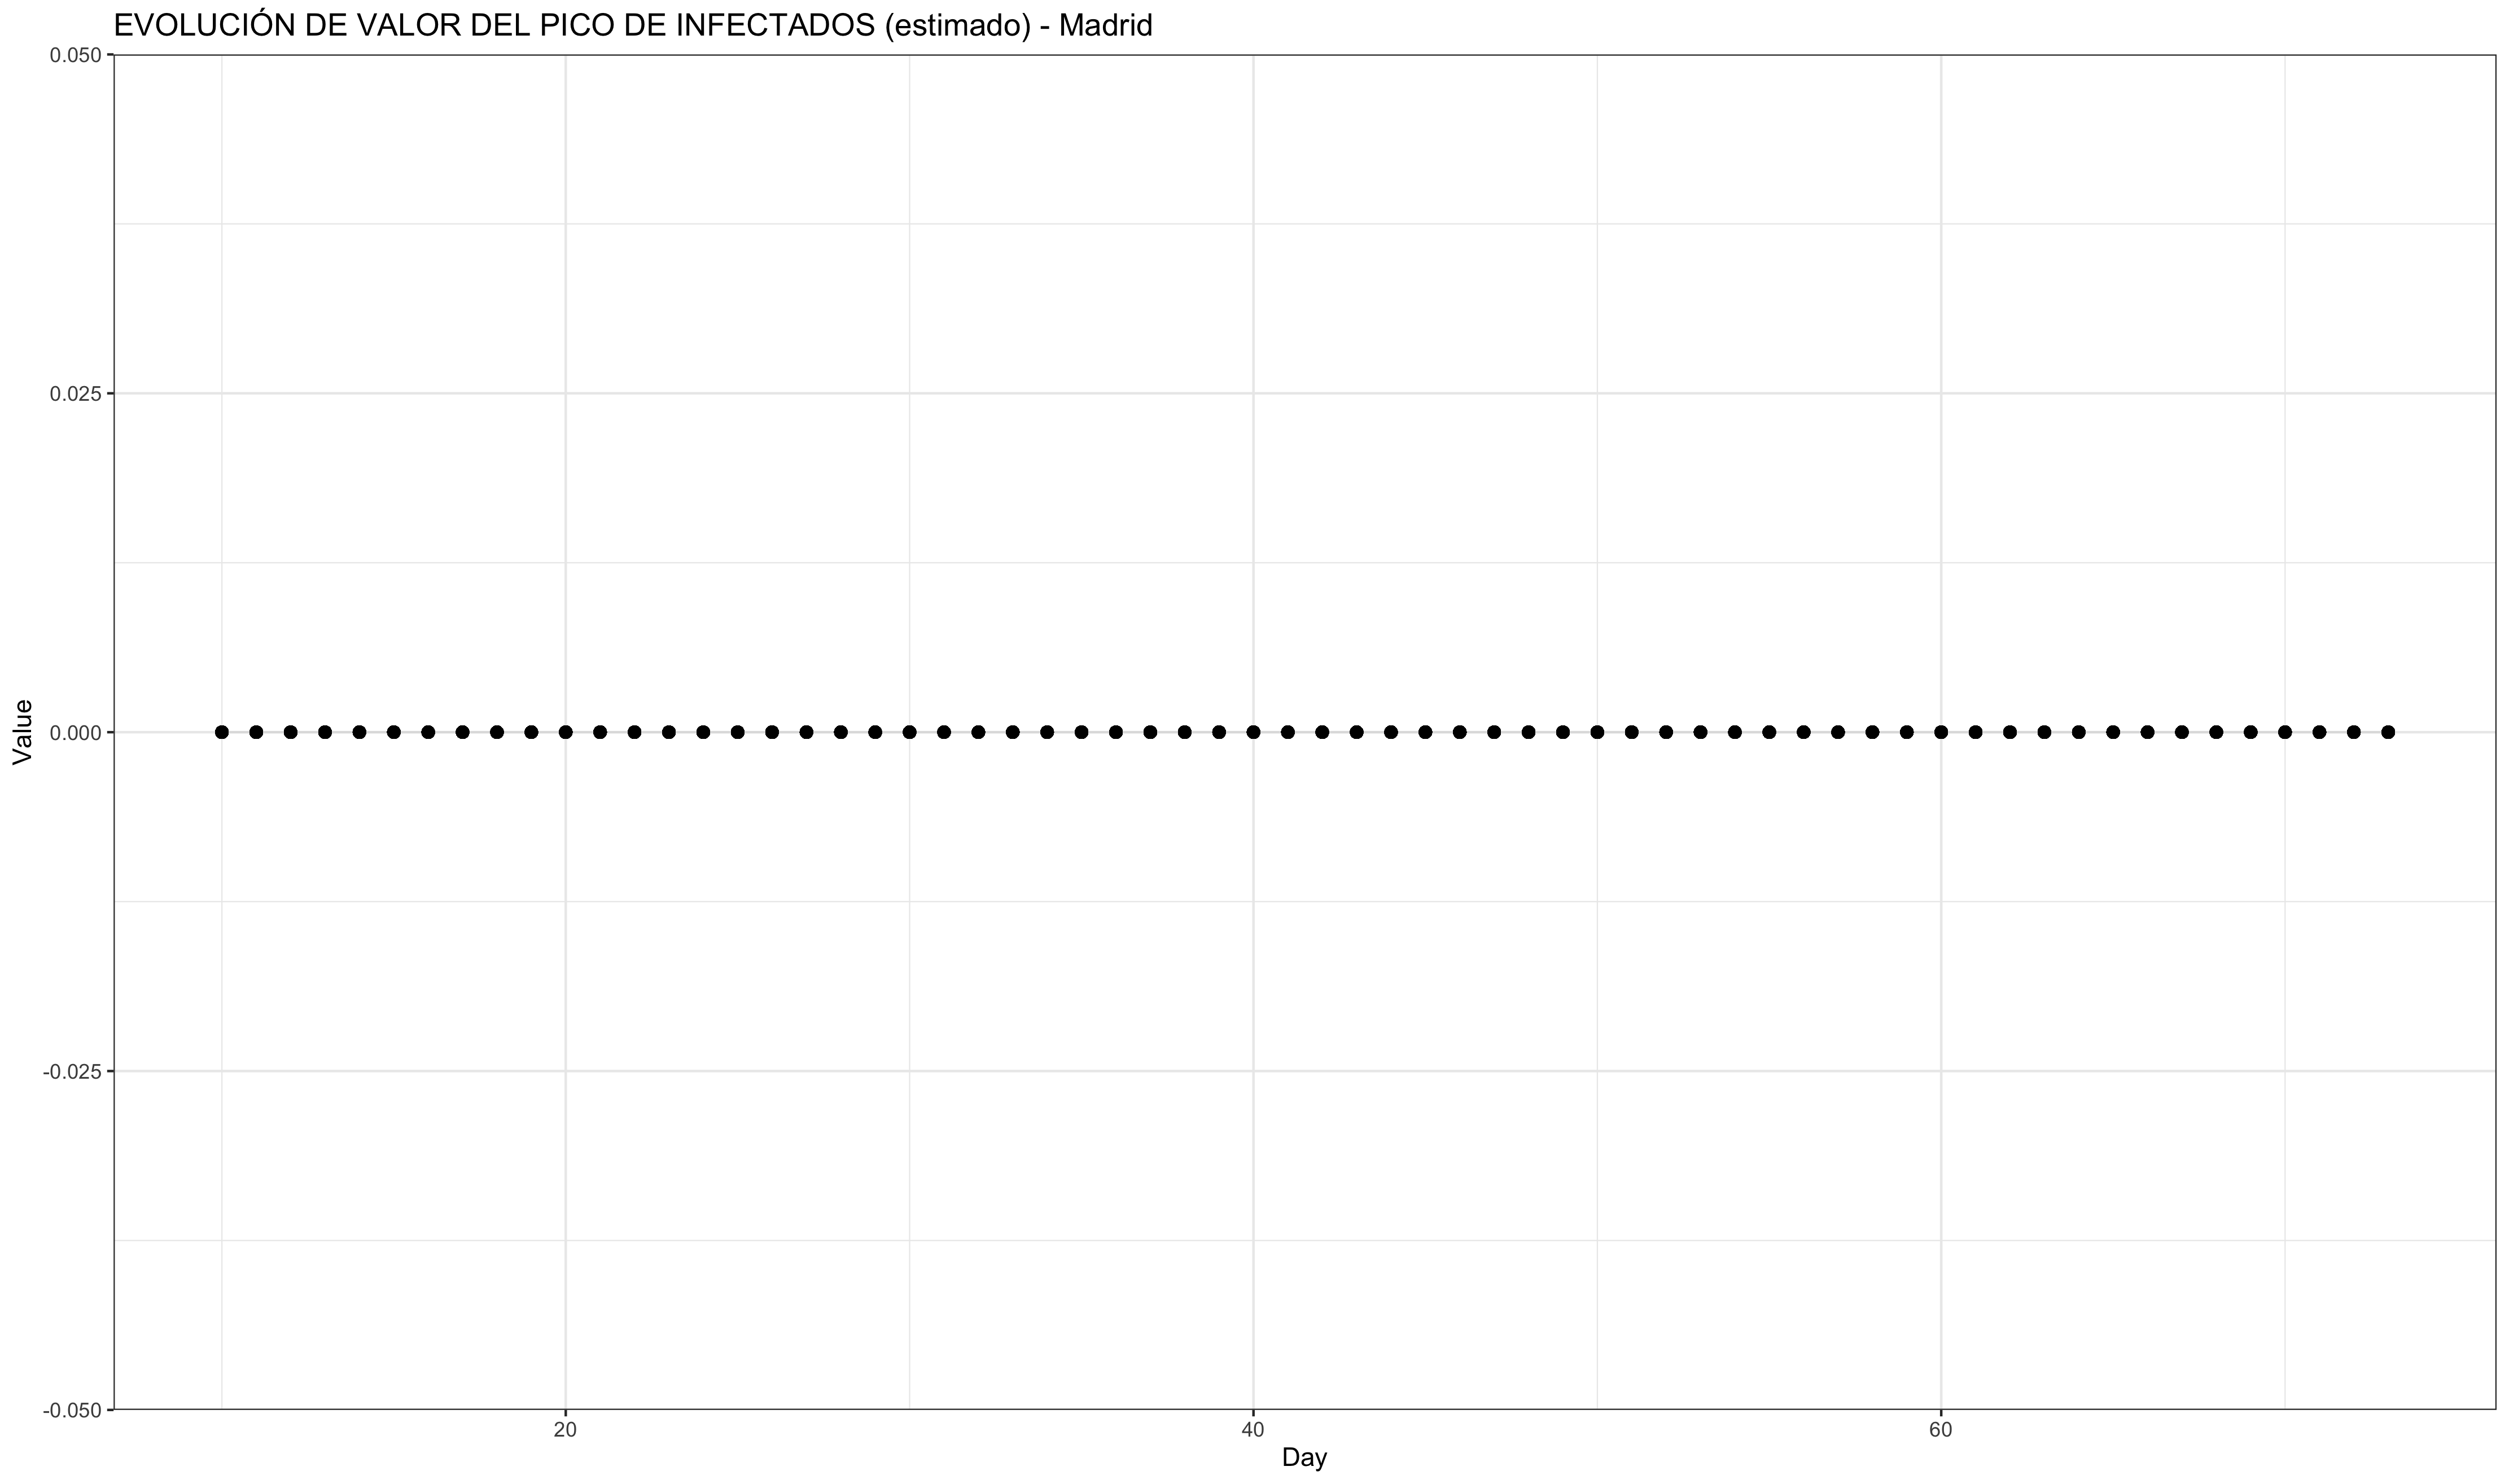 EVOLUCIÓN DE VALOR DEL PICO DE INFECTADOS (estimado) - Madrid
0.050
0.025
0.000
-0.025
-0.050
Value
20
40
60
Day